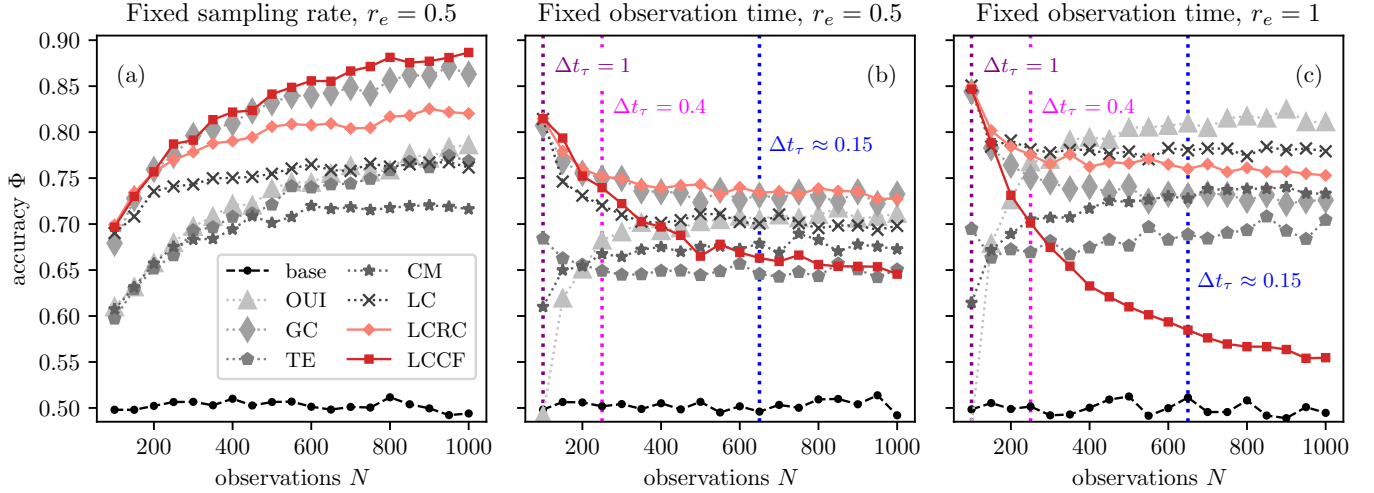 Fixed sampling rate, r_e = 0.5
Fixed observation time, r_e = 0.5
Fixed observation time, r_e = 1
accuracy Φ
0.90
0.85
0.80
0.75
0.70
0.65
0.60
0.55
0.50
(a)
base
OUI
GC
TE
CM
LC
LCRC
LCCF
200
400
600
800
1000
observations N
(b)
Δt_τ = 1
Δt_τ = 0.4
Δt_τ ≈ 0.15
200
400
600
800
1000
observations N
(c)
Δt_τ = 1
Δt_τ = 0.4
Δt_τ ≈ 0.15
200
400
600
800
1000
observations N